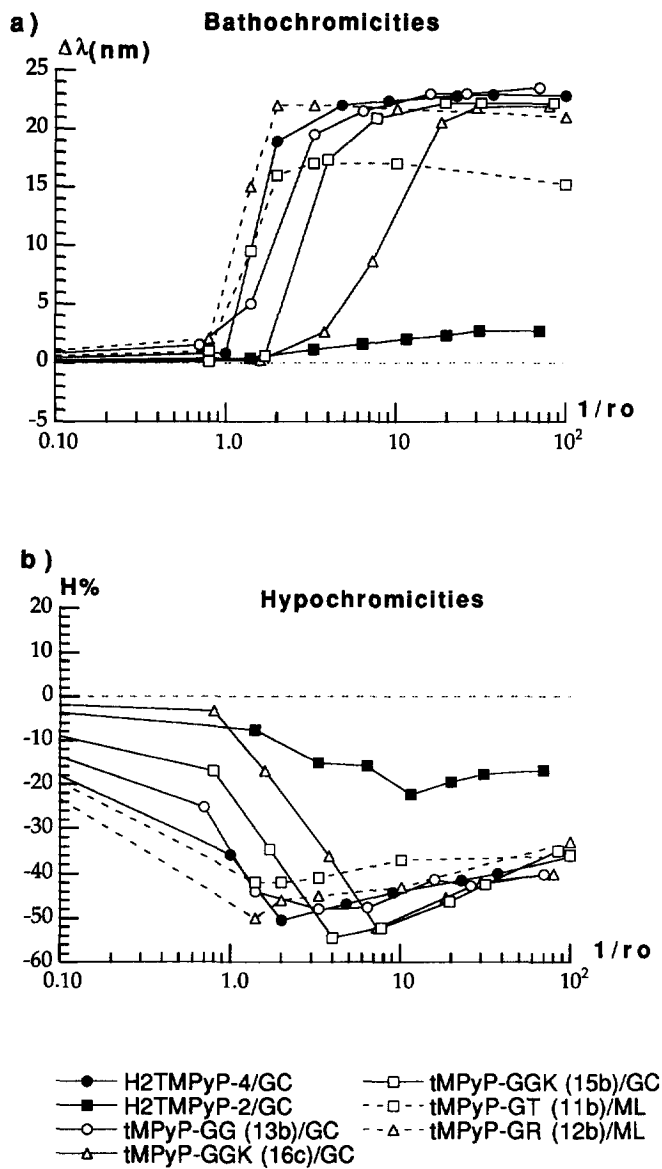 a)
Bathochromicities
Δλ(nm)
25
20
15
10
5
0
-5
0.10
1.0
10
10²
1/ro
b)
H%
Hypochromicities
20
10
0
-10
-20
-30
-40
-50
-60
0.10
1.0
10
10²
1/ro
H2TMPyP-4/GC
H2TMPyP-2/GC
tMPyP-GG (13b)/GC
tMPyP-GGK (16c)/GC
tMPyP-GGK (15b)/GC
tMPyP-GT (11b)/ML
tMPyP-GR (12b)/ML